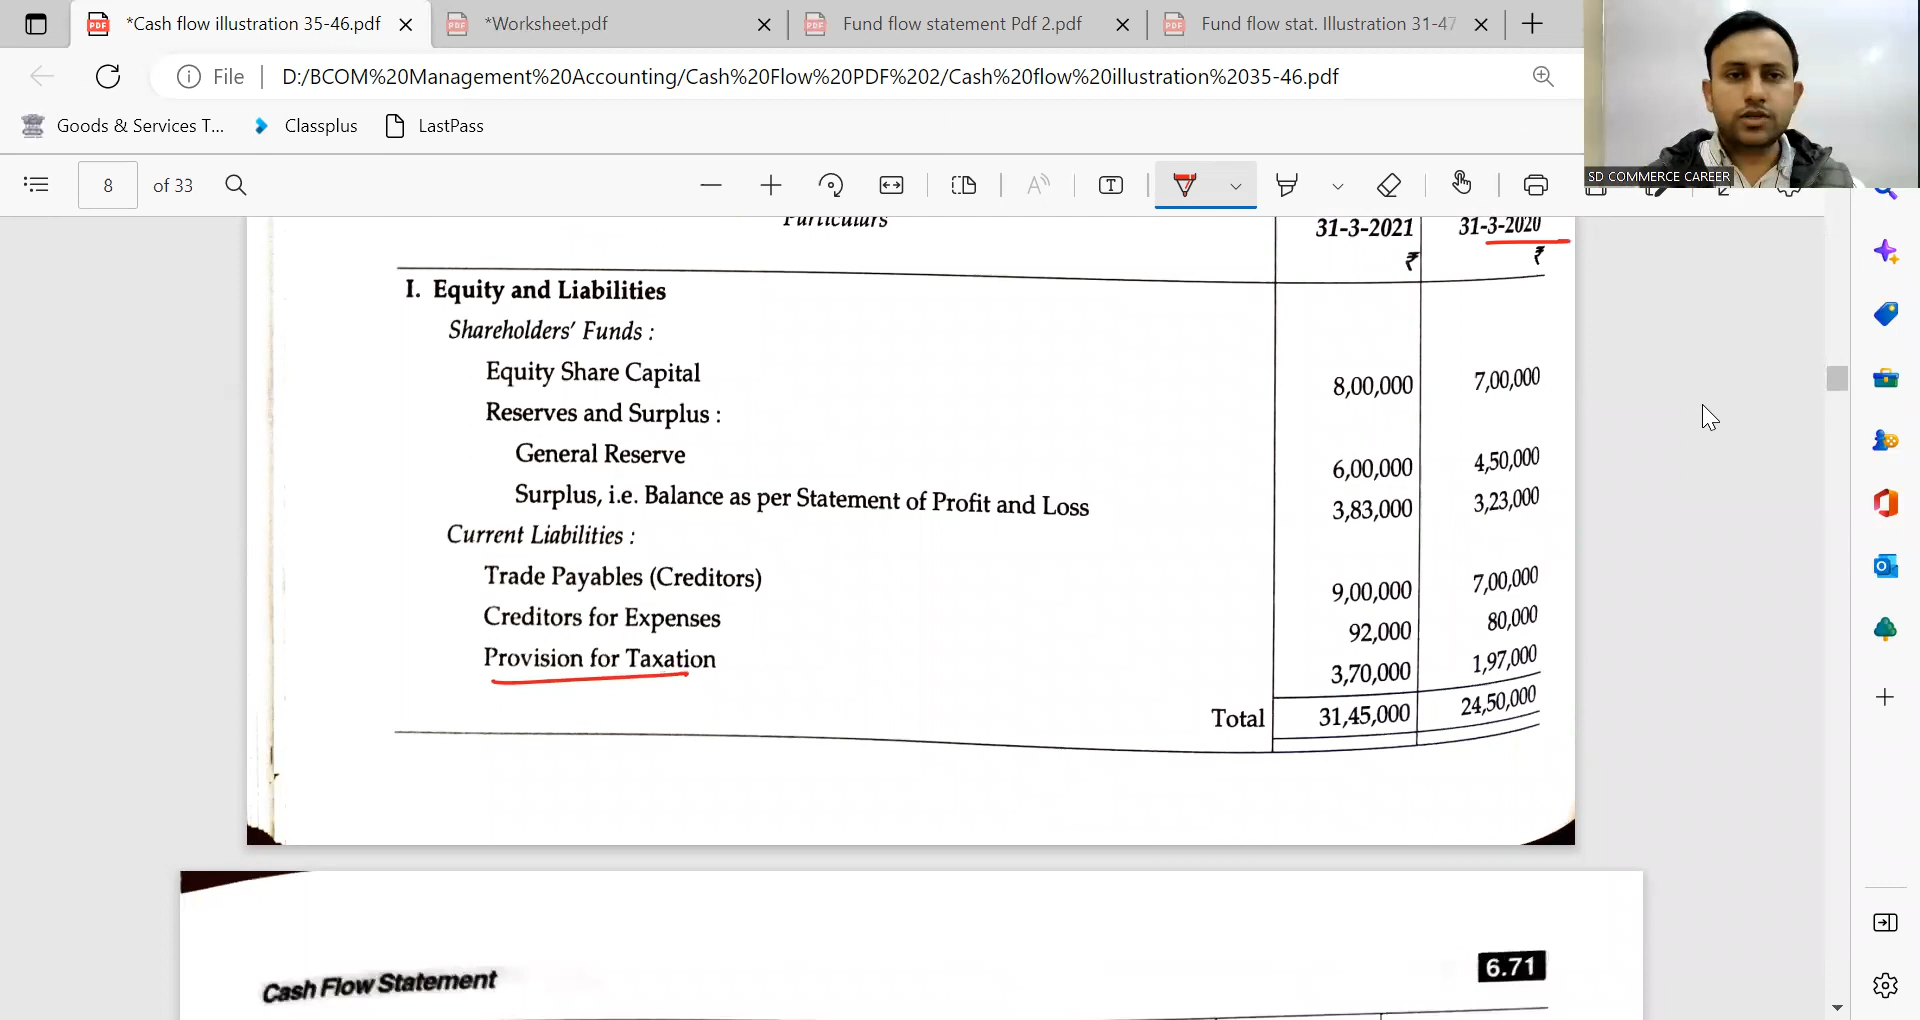 *Cash flow illustration 35-46.pdf
*Worksheet.pdf
Fund flow statement Pdf 2.pdf
Fund flow stat. Illustration 31-47
File
D:/BCOM%20Management%20Accounting/Cash%20Flow%20PDF%202/Cash%20flow%20illustration%2035-46.pdf
Goods & Services T...
Classplus
LastPass
8 of 33
SD COMMERCE CAREER
Particulars 31-3-2021 31-3-2020
₹ ₹
I. Equity and Liabilities
Shareholders' Funds :
Equity Share Capital 8,00,000 7,00,000
Reserves and Surplus :
General Reserve 6,00,000 4,50,000
Surplus, i.e. Balance as per Statement of Profit and Loss 3,83,000 3,23,000
Current Liabilities :
Trade Payables (Creditors) 9,00,000 7,00,000
Creditors for Expenses 92,000 80,000
Provision for Taxation 3,70,000 1,97,000
Total 31,45,000 24,50,000
Cash Flow Statement 6.71